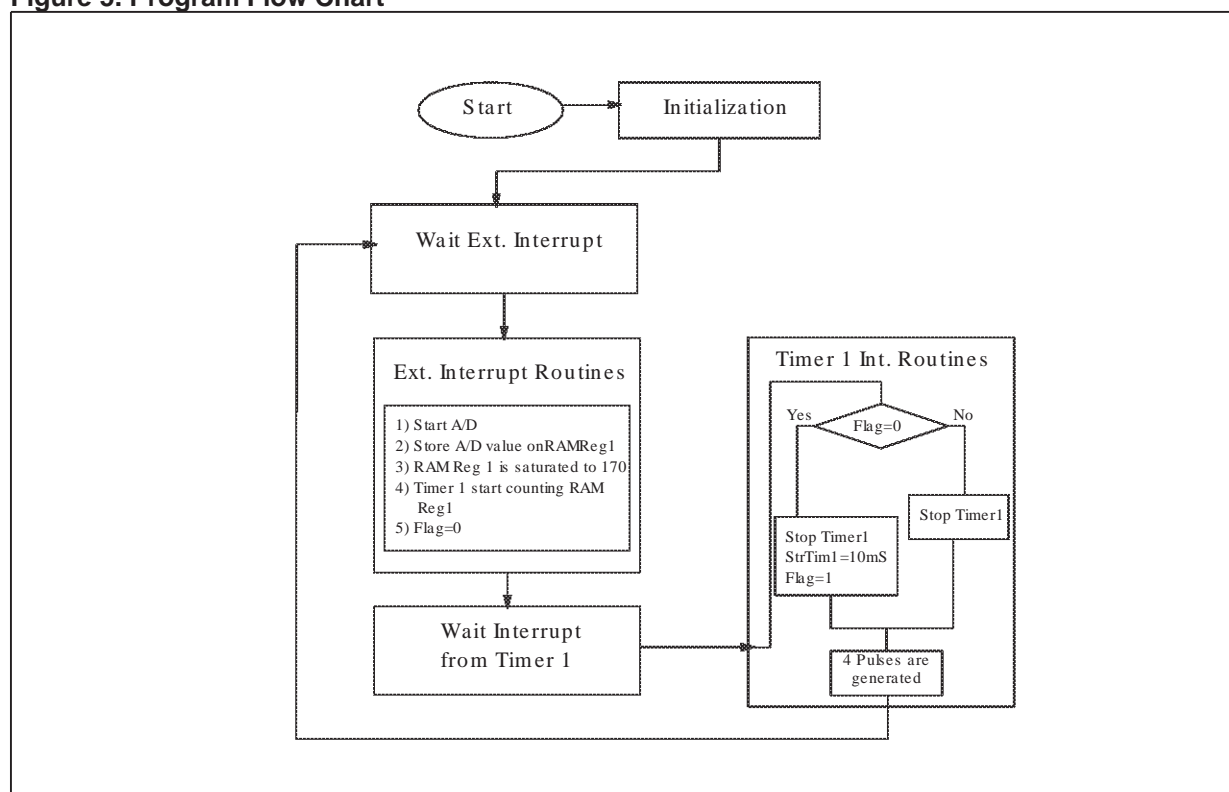 Figure 3. Program Flow Chart
Start
Initialization
Wait Ext. Interrupt
Ext. Interrupt Routines
1) Start A/D
2) Store A/D value onRAMReg1
3) RAM Reg 1 is saturated to 170
4) Timer 1 start counting RAM
Reg1
5) Flag=0
Wait Interrupt
from Timer 1
Timer 1 Int. Routines
Yes
Flag=0
No
Stop Timer1
StrTim1=10mS
Flag=1
Stop Timer1
4 Pulses are
generated